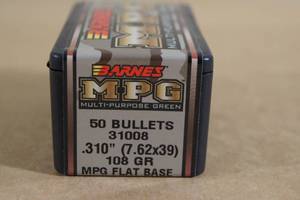 BARNES
MPG
MULTI-PURPOSE GREEN
50 BULLETS
31008
.310" (7.62x39)
108 GR
MPG FLAT BASE